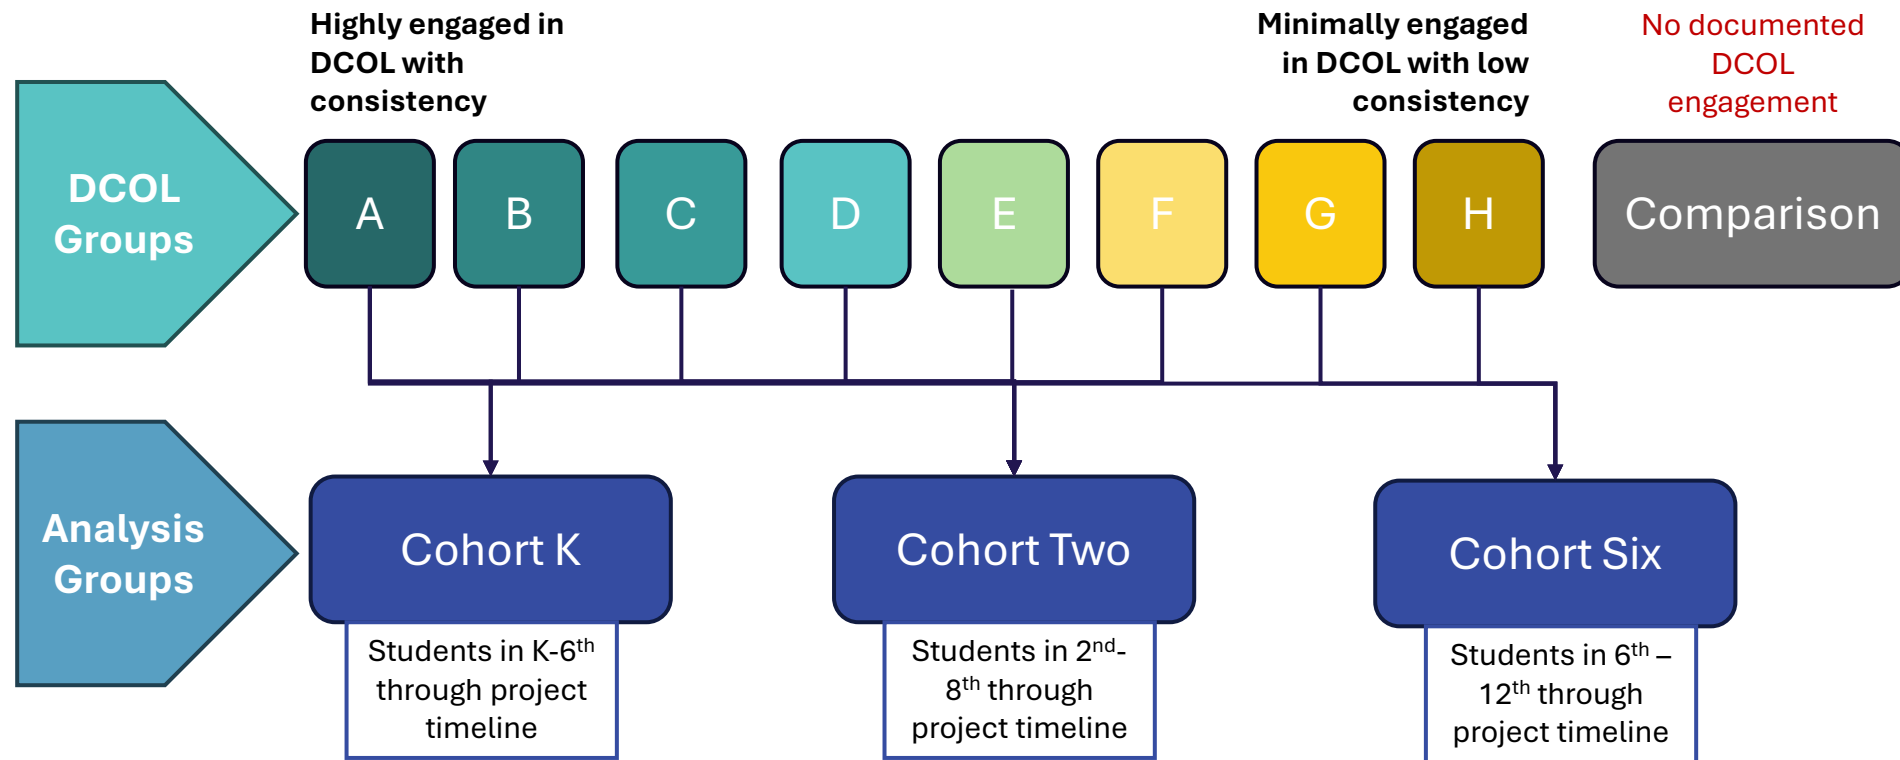 Highly engaged in
DCOL with
consistency
Minimally engaged
in DCOL with low
consistency
No documented
DCOL
engagement
DCOL
Groups
A
B
C
D
E
F
G
H
Comparison
Analysis
Groups
Cohort K
Cohort Two
Cohort Six
Students in K-6th
through project
timeline
Students in 2nd-
8th through
project timeline
Students in 6th –
12th through
project timeline